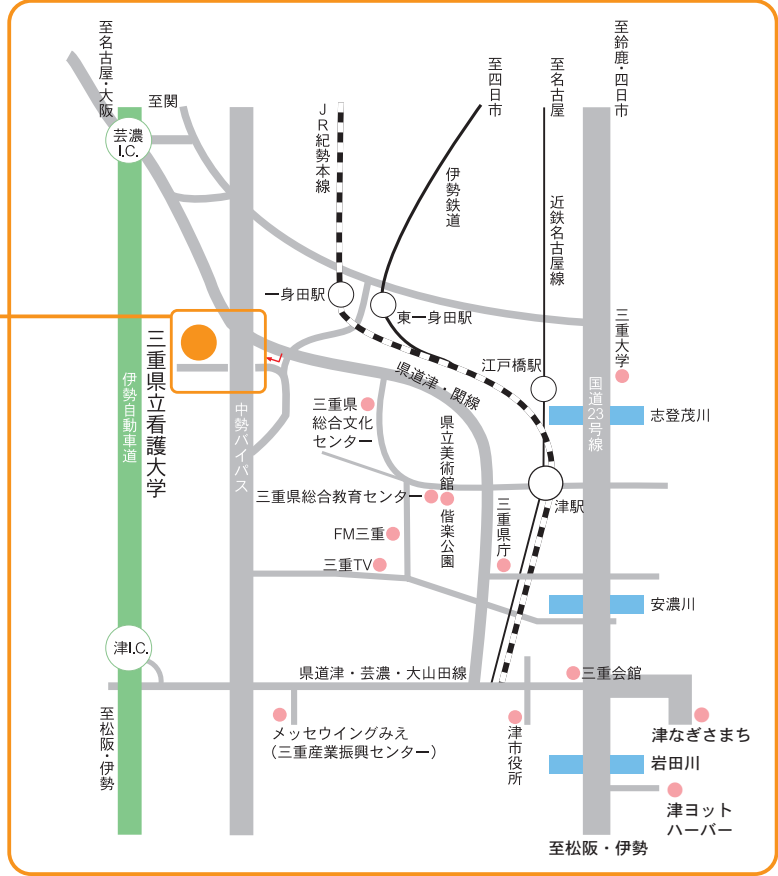 至名古屋・大阪
至関
JR紀勢本線
至四日市
至名古屋
至鈴鹿・四日市
芸濃
I.C.
伊勢鉄道
近鉄名古屋線
一身田駅
東一身田駅
三重大学
江戸橋駅
三重県立看護大学
伊勢自動車道
中勢バイパス
県道津・関線
国道23号線
志登茂川
三重県
総合文化
センター
県立美術館
三重県総合教育センター
偕楽公園
三重県庁
津駅
FM三重
三重TV
安濃川
津I.C.
県道津・芸濃・大山田線
三重会館
至松阪・伊勢
メッセウイングみえ
（三重産業振興センター）
津市役所
津なぎさまち
岩田川
津ヨット
ハーバー
至松阪・伊勢